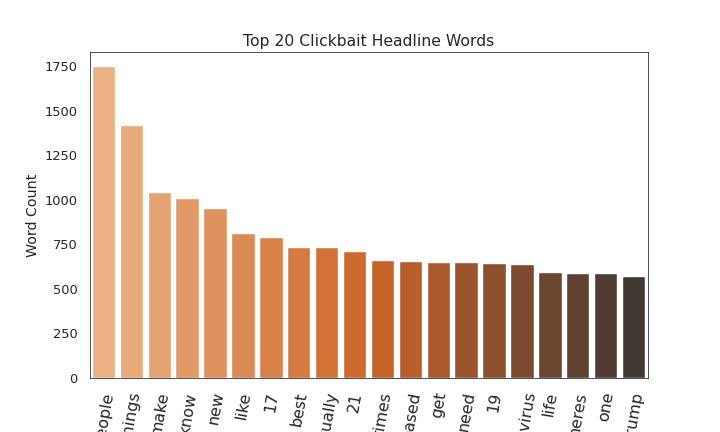 Top 20 Clickbait Headline Words
1750
1500
1250
1000
750
500
250
0
Word Count
eople
hings
make
know
new
like
17
best
ually
21
imes
ased
get
need
19
virus
life
heres
one
rump